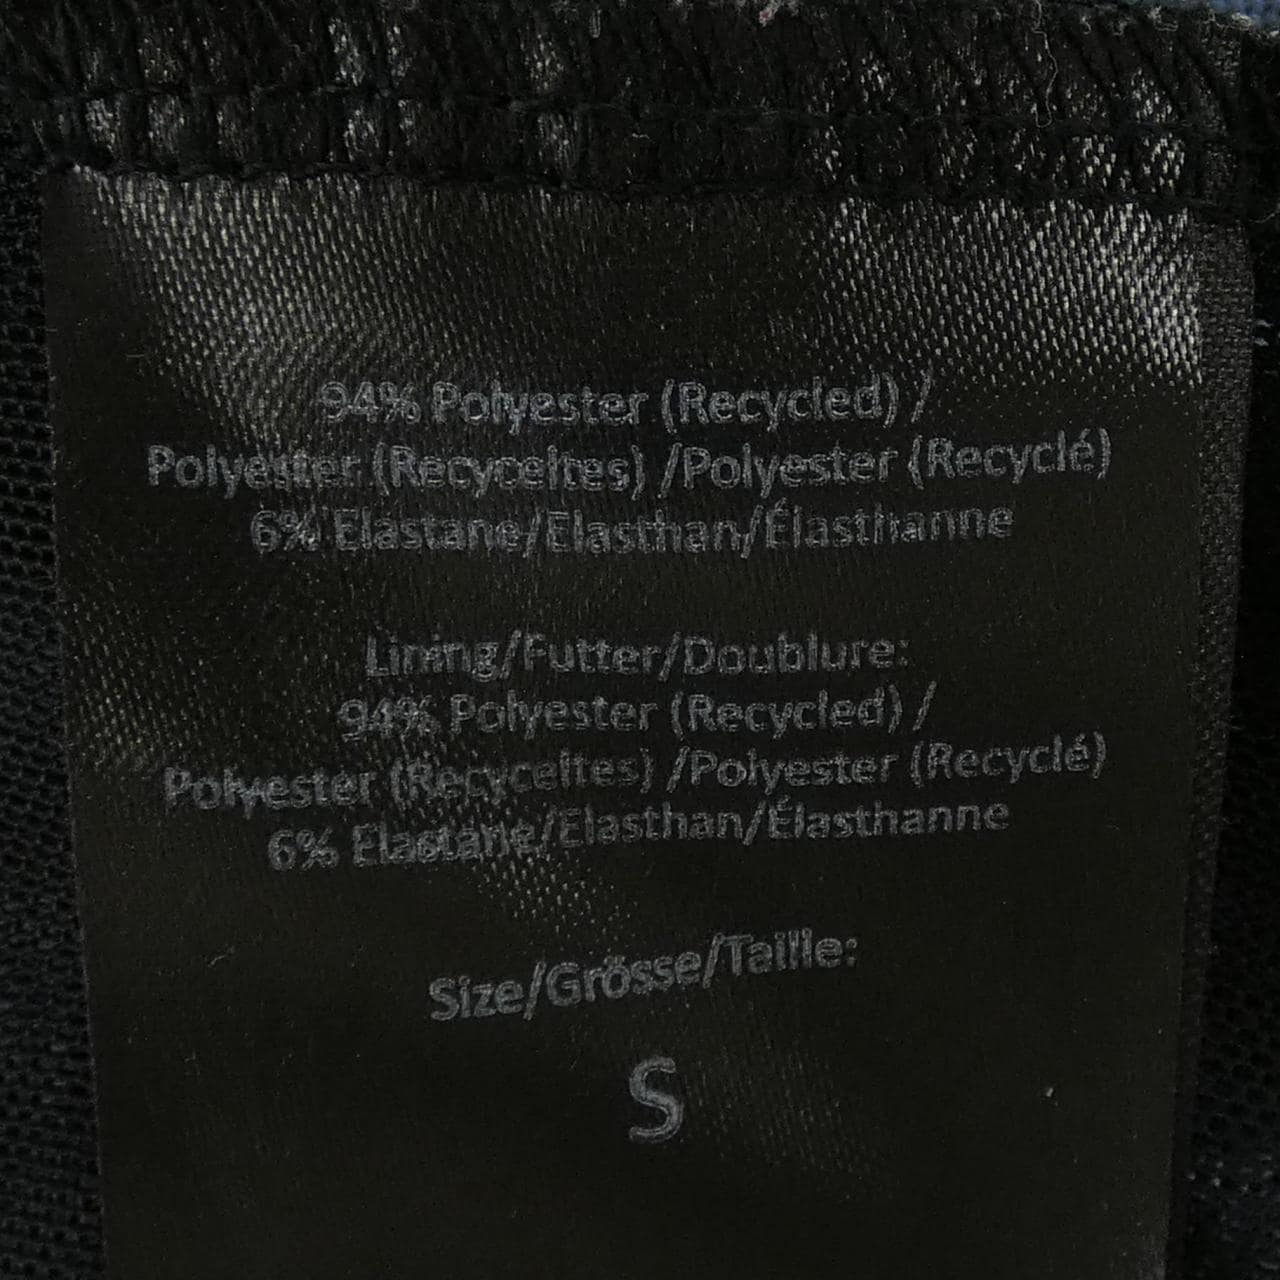 94% Polyester (Recycled) /
Polyester (Recyceltes) /Polyester (Recyclé)
6% Elastane/Elasthan/Élasthanne
Lining/Futter/Doublure:
94% Polyester (Recycled) /
Polyester (Recyceltes) /Polyester (Recyclé)
6% Elastane/Elasthan/Élasthanne
Size/Grösse/Taille:
S